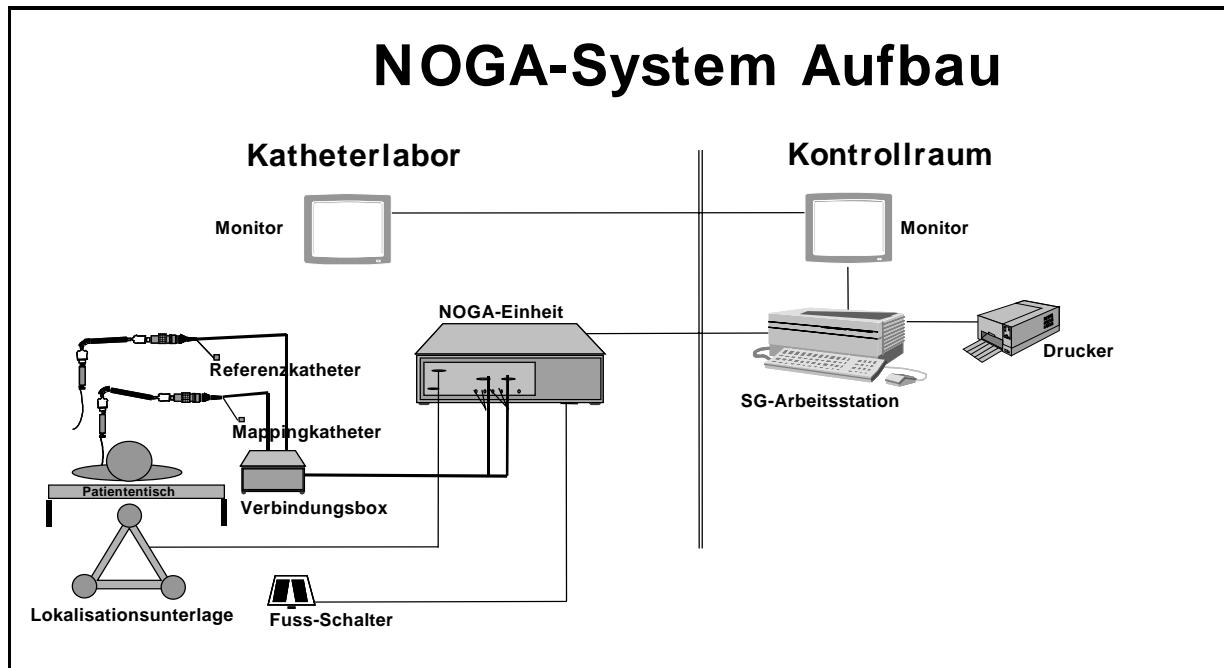 NOGA-System Aufbau
Katheterlabor
Kontrollraum
Monitor
Monitor
NOGA-Einheit
Referenzkatheter
Drucker
SG-Arbeitsstation
Mappingkatheter
Patiententisch
Verbindungsbox
Lokalisationsunterlage
Fuss-Schalter